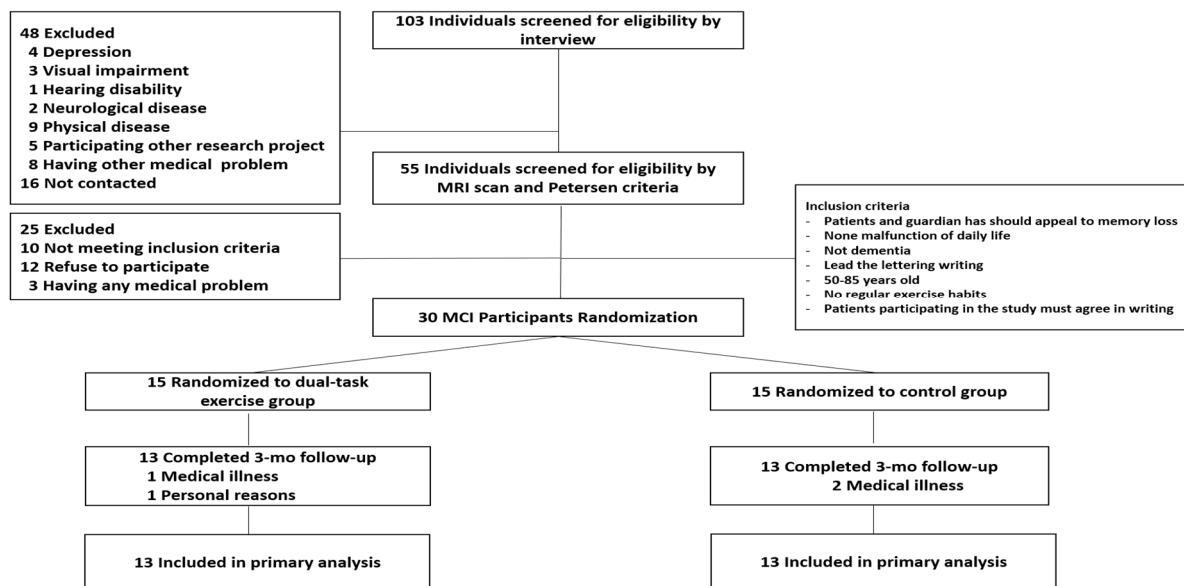 103 Individuals screened for eligibility by
interview
48 Excluded
4 Depression
3 Visual impairment
1 Hearing disability
2 Neurological disease
9 Physical disease
5 Participating other research project
8 Having other medical  problem
16 Not contacted
55 Individuals screened for eligibility by
MRI scan and Petersen criteria
25 Excluded
10 Not meeting inclusion criteria
12 Refuse to participate
3 Having any medical problem
Inclusion criteria
- Patients and guardian has should appeal to memory loss
- None malfunction of daily life
- Not dementia
- Lead the lettering writing
- 50-85 years old
- No regular exercise habits
- Patients participating in the study must agree in writing
30 MCI Participants Randomization
15 Randomized to dual-task
exercise group
15 Randomized to control group
13 Completed 3-mo follow-up
1 Medical illness
1 Personal reasons
13 Completed 3-mo follow-up
2 Medical illness
13 Included in primary analysis
13 Included in primary analysis